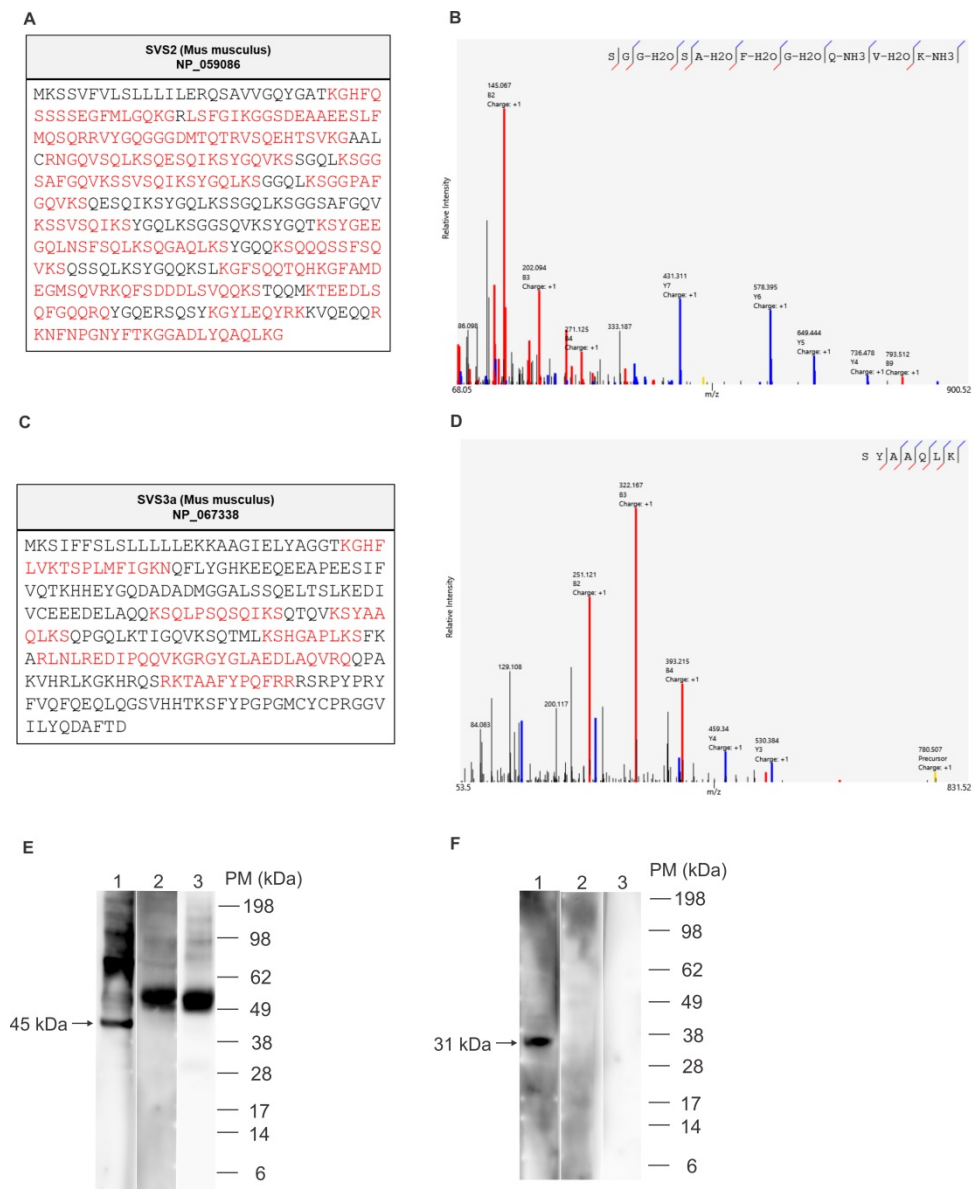 A
SVS2 (Mus musculus)
NP_059086
MKSSVFVLSLLLILERQSAVVGQYGATKGHFQ
SSSSEGFMLGQKGRLSFGIKGGSDEAAEESLF
MQSQRRVYGQGGGDMTQTRVSQEHTSVKGAAL
CRNGQVSQLKSQESQIKSYGQVKSSGQLKSGG
SAFGQVKSSVSQIKSYGQLKSGGQLKSGGPAF
GQVKSQESQIKSYGQLKSSGQLKSGGSAFGQV
KSSVSQIKSYGQLKSGGSQVKSYGQTKSYGEE
GQLNSFSQLKSQGAQLKSYGQQKSQQQSSFSQ
VKSQSSQLKSYGQQKSLKGFSQQTQHKGFAMD
EGMSQVRKQFSDDDLSVQQKSTQQMKTEEDLS
QFGQQRQYGQERSQSYKGYLEQYRKKVQEQQR
KNFNPGNYFTKGGADLYQAQLKG
B
S G G-H2O S A-H2O F-H2O G-H2O Q-NH3 V-H2O K-NH3
145.067
B2
Charge: +1
202.094
B3
Charge: +1
86.096
271.125
B4
Charge: +1
333.187
431.311
Y7
Charge: +1
578.395
Y6
Charge: +1
649.444
Y5
Charge: +1
736.478
Y4
Charge: +1
793.512
B9
Charge: +1
Relative Intensity
68.05
m/z
900.52
C
SVS3a (Mus musculus)
NP_067338
MKSIFFSLSLLLLLEKKAAGIELYAGGTKGHF
LVKTSPLMFIGKNQFLYGHKEEQEEAPEESIF
VQTKHHEYGQDADADMGGALSSQELTSLKEDI
VCEEEDELAQQKSQLPSQSQIKSQTQVKSYAA
QLKSQPGQLKTIGQVKSQTMLKSHGAPLKSFK
ARLNLREDIPQQVKGRGYGLAEDLAQVRQQPA
KVHRLKGKHRQSRKTAAFYPQFRRRSRPYPRY
FVQFQEQLQGSVHHTKSFYPGPGMCYCPRGGV
ILYQDAFTD
D
S Y A A Q L K
322.167
B3
Charge: +1
251.121
B2
Charge: +1
129.108
200.117
84.083
393.215
B4
Charge: +1
459.34
Y4
Charge: +1
530.384
Y3
Charge: +1
780.507
Precursor
Charge: +1
53.5
m/z
831.52
E
1 2 3 PM (kDa)
198
98
62
49
45 kDa
38
28
17
14
6
F
1 2 3 PM (kDa)
198
98
62
49
38
31 kDa
28
17
14
6